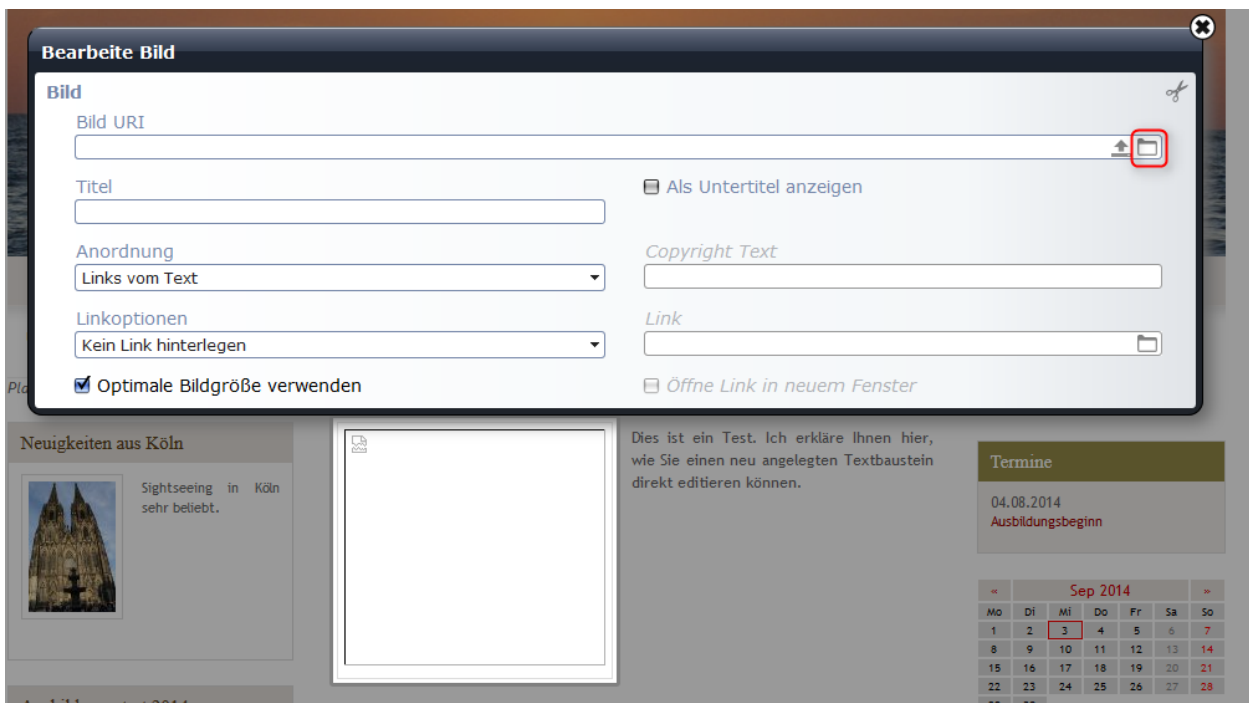 Bearbeite Bild
Bild
Bild URI
Titel
Als Untertitel anzeigen
Anordnung
Copyright Text
Links vom Text
Linkoptionen
Link
Kein Link hinterlegen
Optimale Bildgröße verwenden
Öffne Link in neuem Fenster
Neuigkeiten aus Köln
Sightseeing in Köln
sehr beliebt.
Dies ist ein Test. Ich erkläre Ihnen hier,
wie Sie einen neu angelegten Textbaustein
direkt editieren können.
Termine
04.08.2014
Ausbildungsbeginn
« Sep 2014 »
Mo Di Mi Do Fr Sa So
1 2 3 4 5 6 7
8 9 10 11 12 13 14
15 16 17 18 19 20 21
22 23 24 25 26 27 28